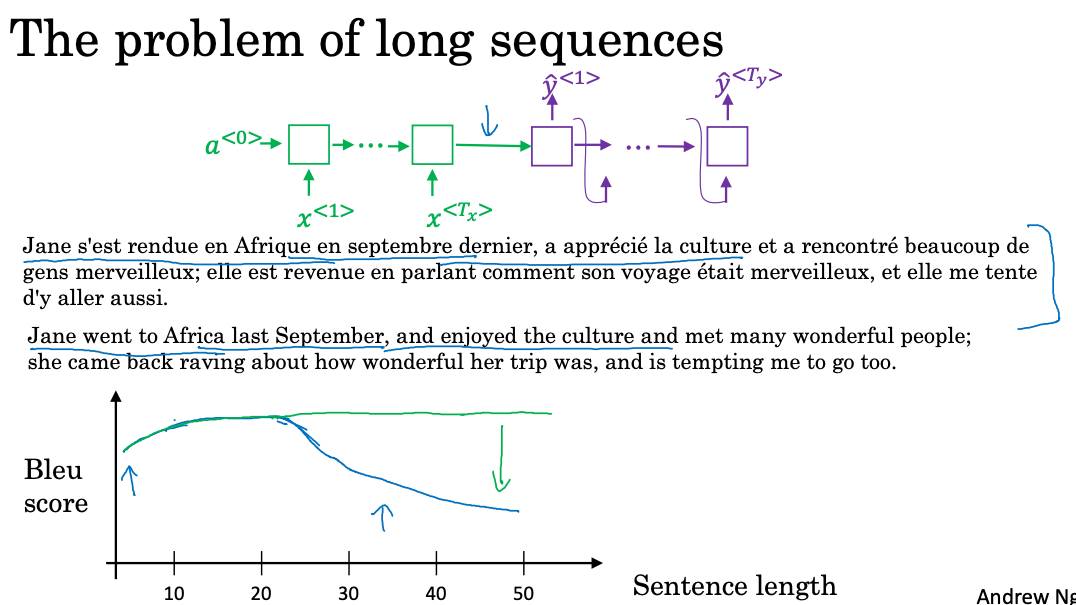 The problem of long sequences
ŷ<1> ŷ<Ty>
a<0>
x<1> x<Tx>
Jane s'est rendue en Afrique en septembre dernier, a apprécié la culture et a rencontré beaucoup de
gens merveilleux; elle est revenue en parlant comment son voyage était merveilleux, et elle me tente
d'y aller aussi.
Jane went to Africa last September, and enjoyed the culture and met many wonderful people;
she came back raving about how wonderful her trip was, and is tempting me to go too.
Bleu
score
10 20 30 40 50
Sentence length
Andrew Ng